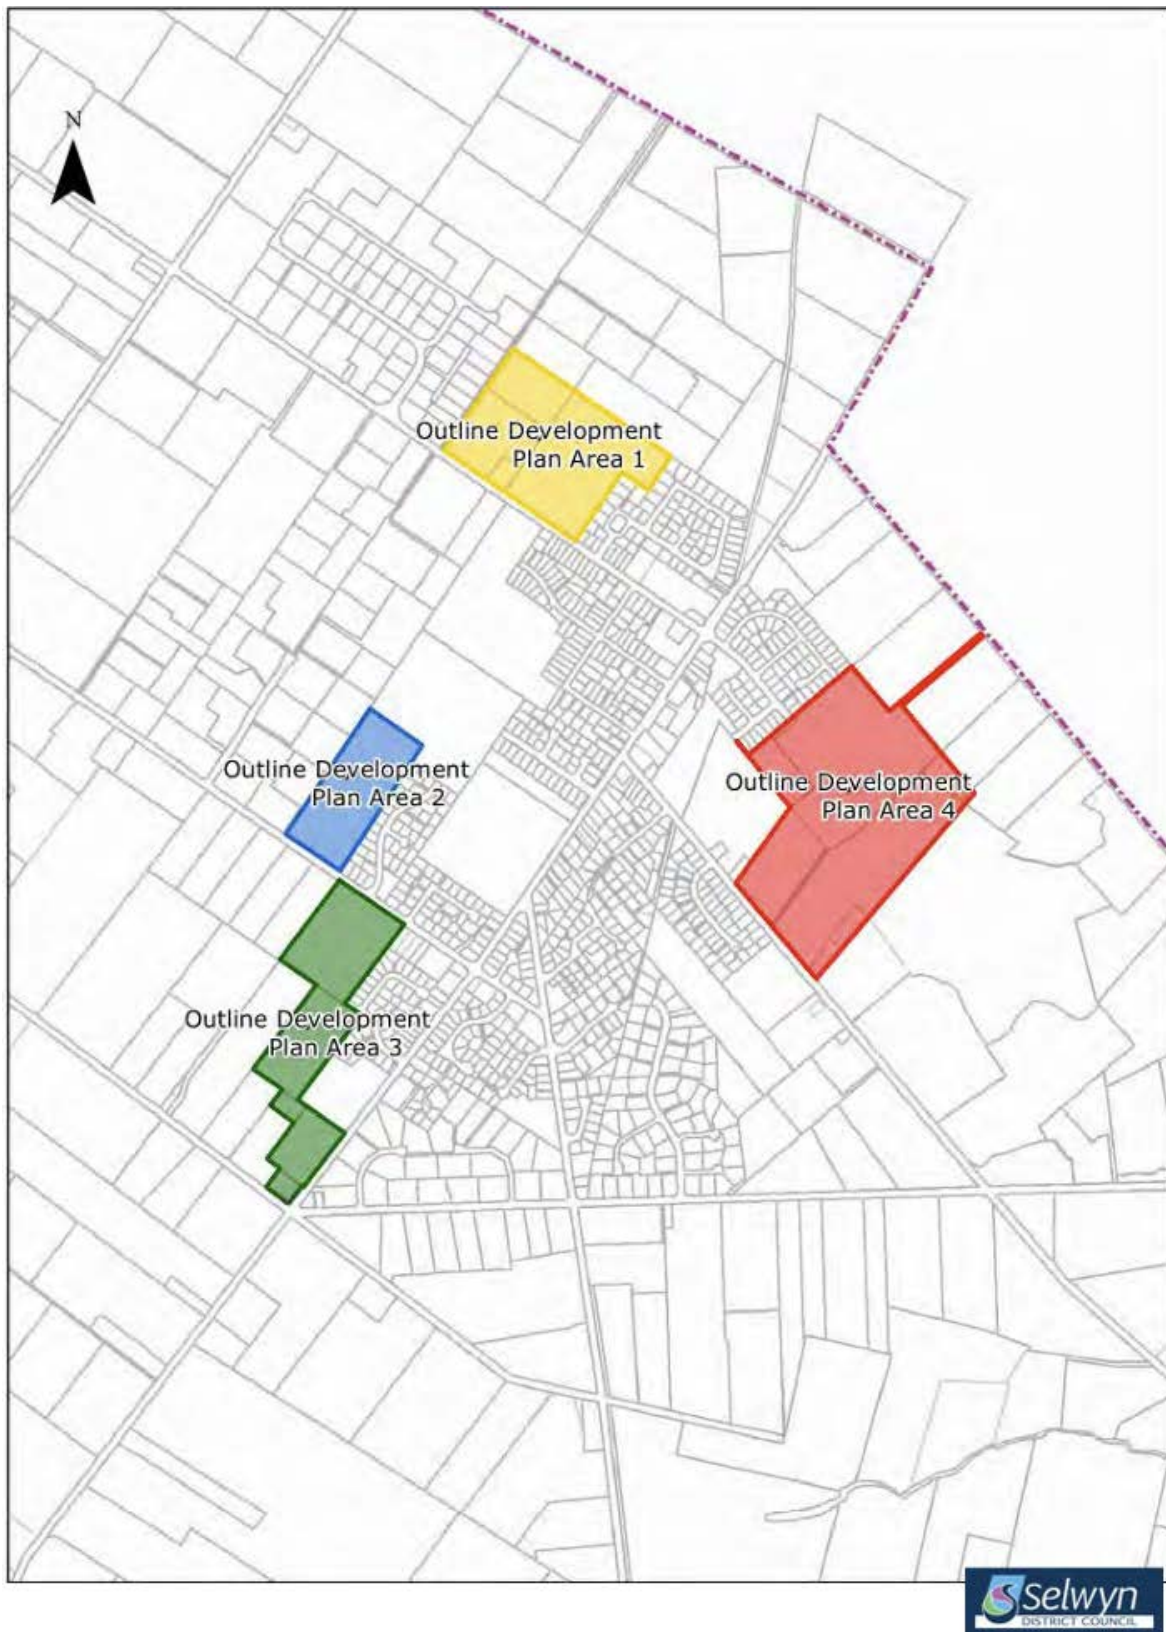 N
Outline Development
Plan Area 1
Outline Development
Plan Area 2
Outline Development
Plan Area 4
Outline Development
Plan Area 3
Selwyn
DISTRICT COUNCIL